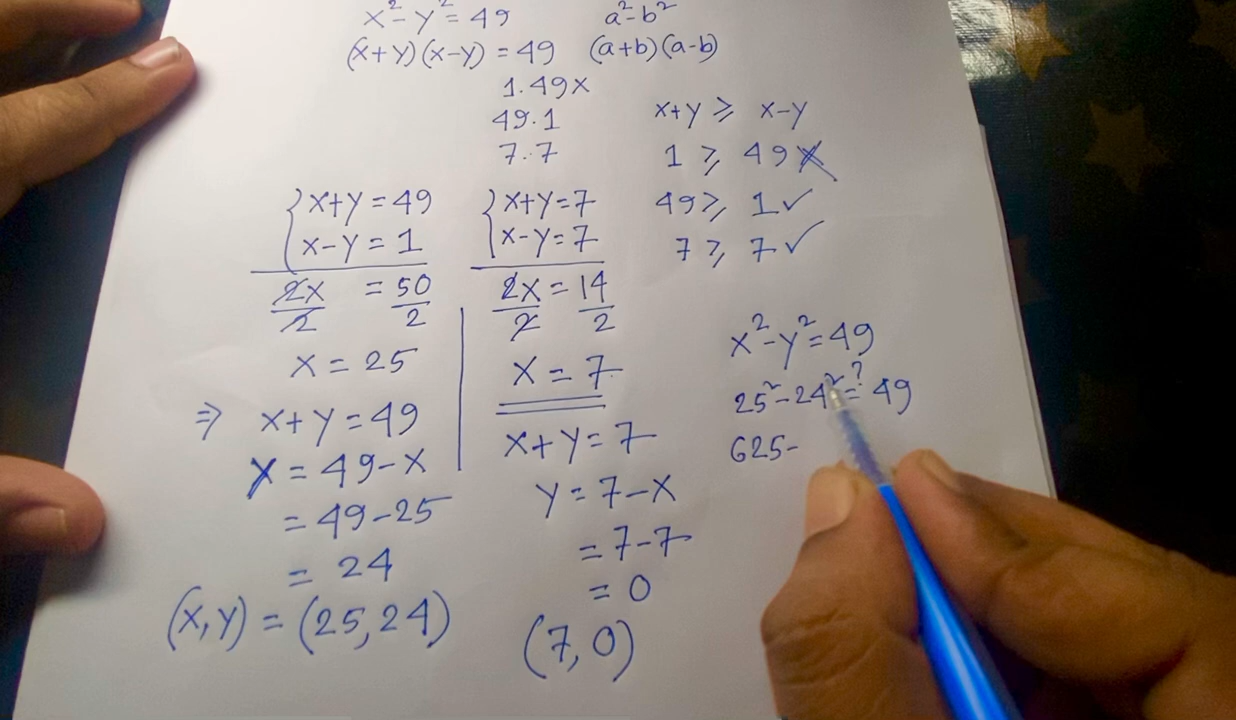 x²-y²=49 a²-b²
(x+y)(x-y)=49 (a+b)(a-b)
1.49x
49.1
7.7
x+y ≥ x-y
1 ≥ 49 X
49 ≥ 1 ✓
7 ≥ 7 ✓
{x+y=49
x-y=1
2x/2 = 50/2
x=25
⇒ x+y=49
y=49-x
=49-25
=24
(x,y)=(25,24)
{x+y=7
x-y=7
2x/2 = 14/2
x=7
x+y=7
y=7-x
=7-7
=0
(7,0)
x²-y²=49
25²-24²=?49
625-